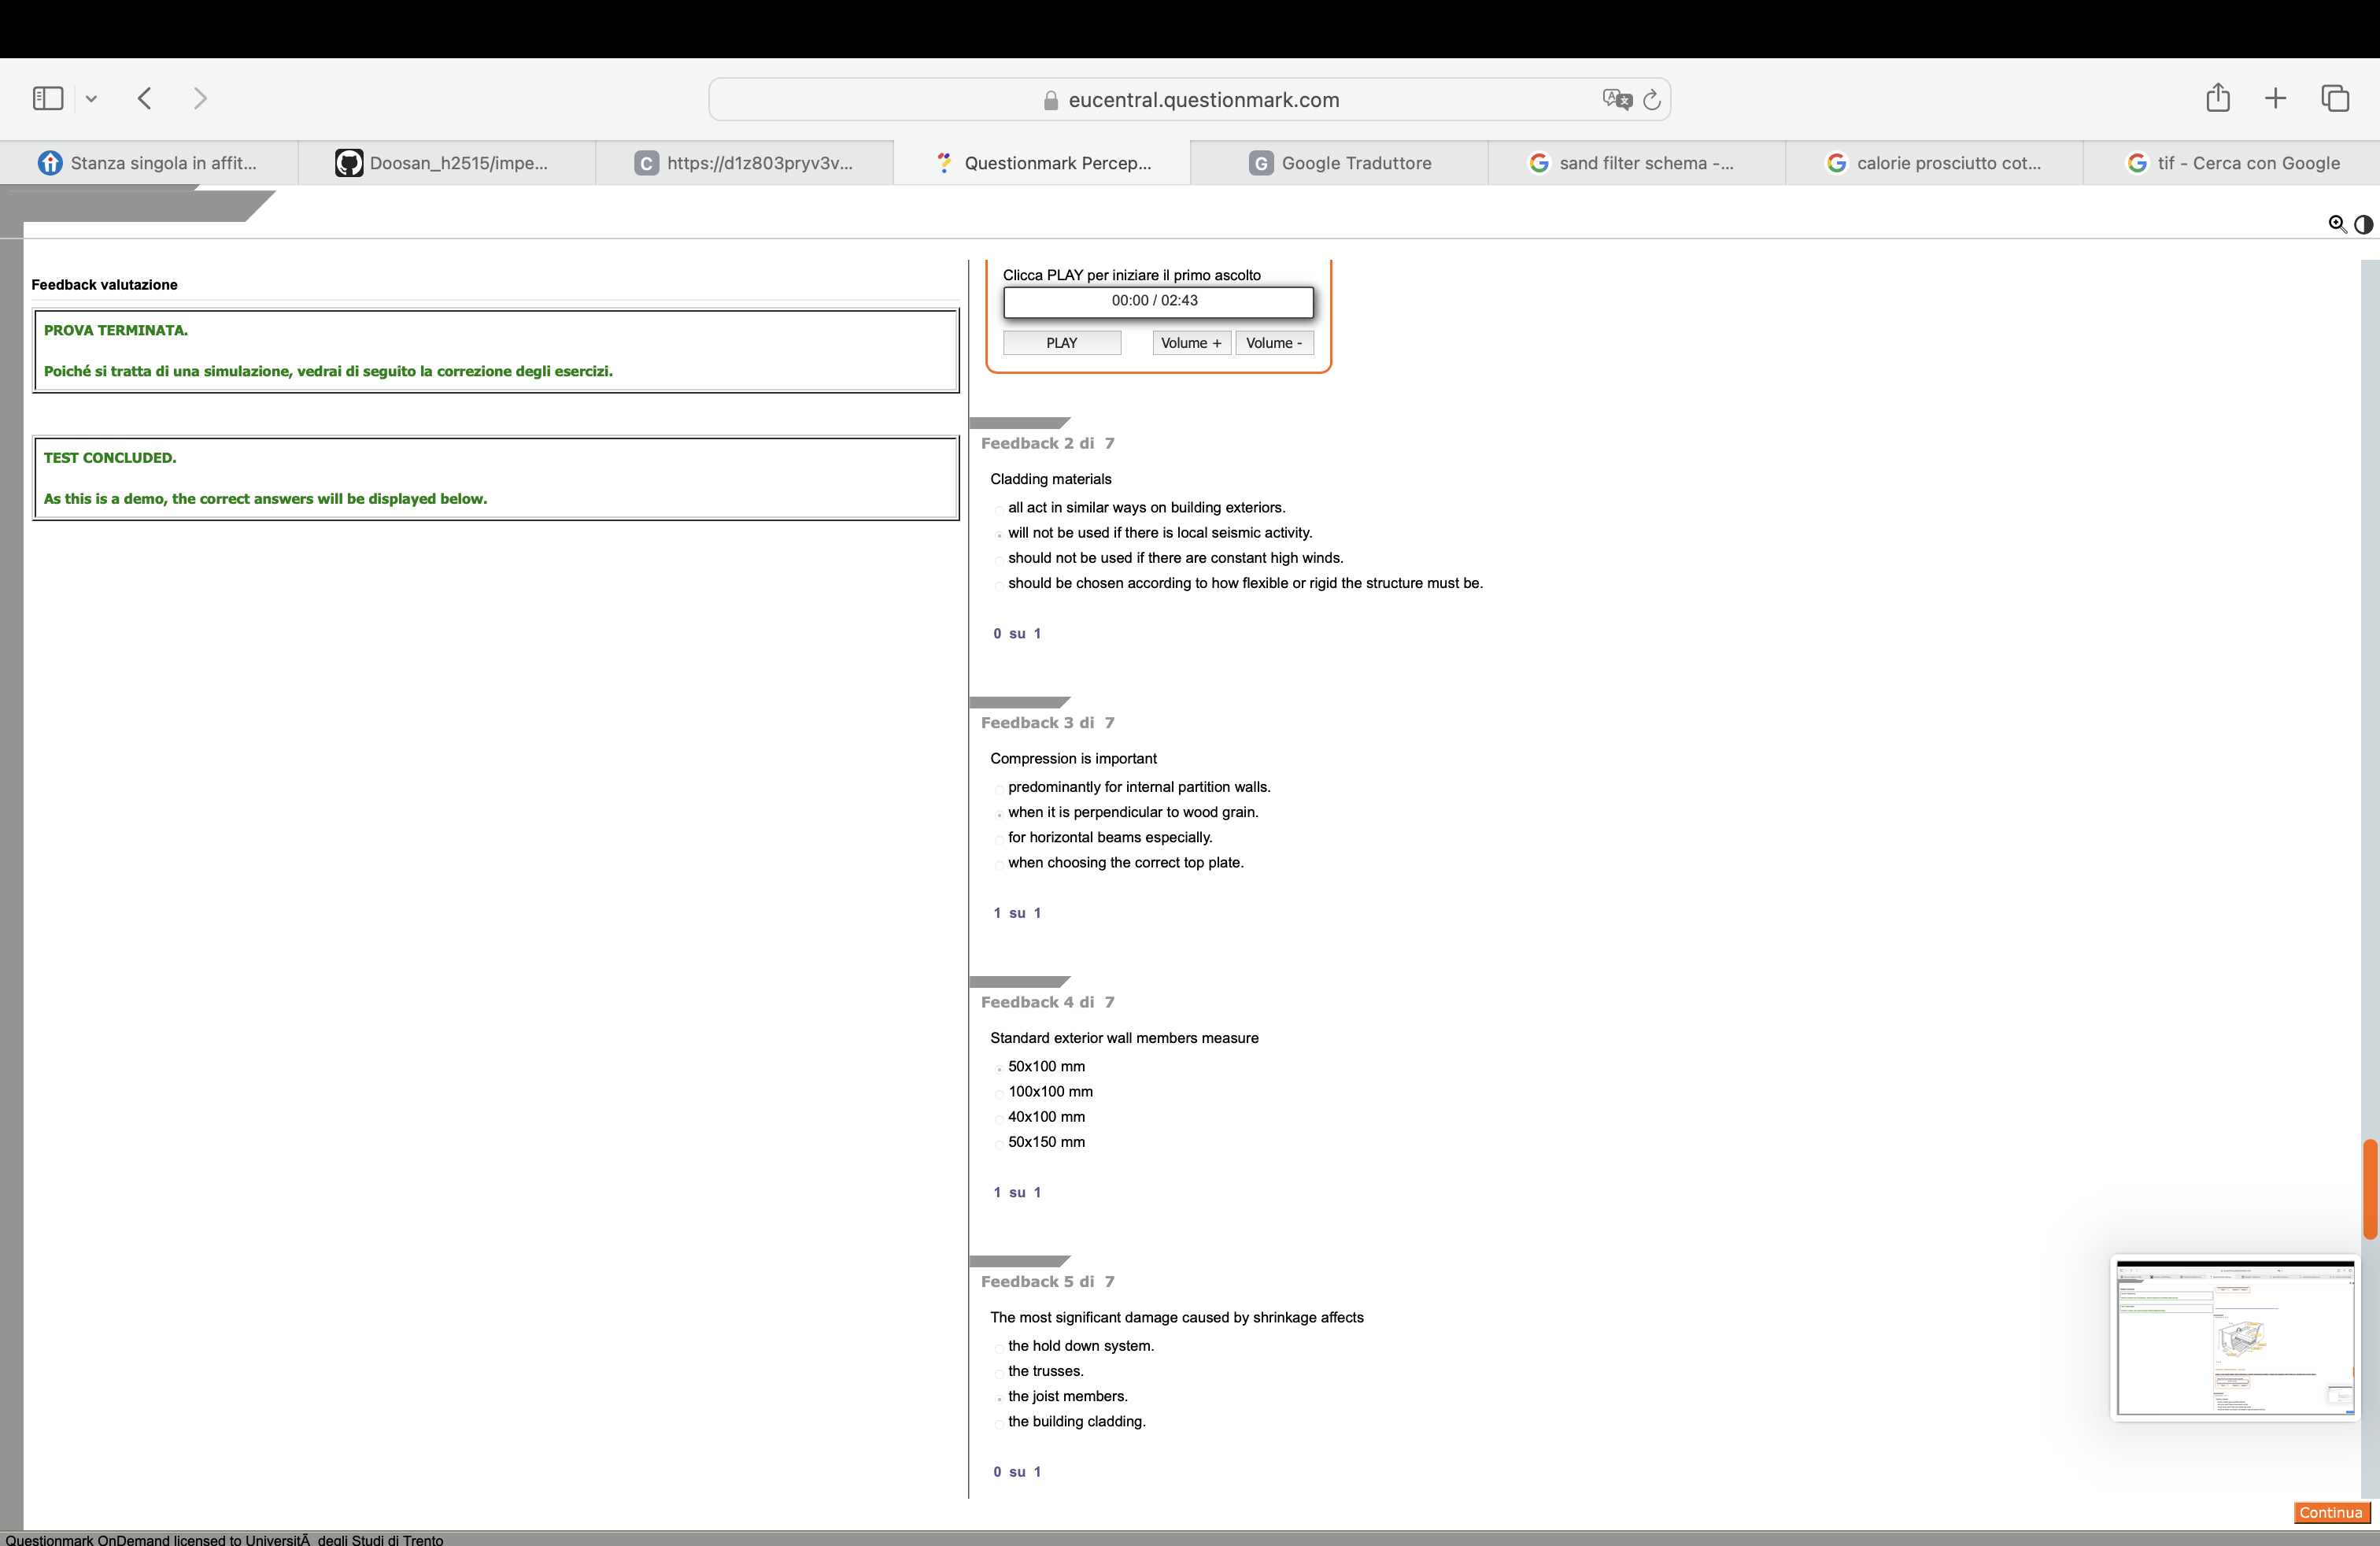 eucentral.questionmark.com
Stanza singola in affit...
Doosan_h2515/impe...
C https://d1z803pryv3v...
Questionmark Percep...
G Google Traduttore
sand filter schema -...
calorie prosciutto cot...
tif - Cerca con Google
Feedback valutazione
PROVA TERMINATA.
Poiché si tratta di una simulazione, vedrai di seguito la correzione degli esercizi.
TEST CONCLUDED.
As this is a demo, the correct answers will be displayed below.
Clicca PLAY per iniziare il primo ascolto
00:00 / 02:43
PLAY Volume + Volume -
Feedback 2 di 7
Cladding materials
all act in similar ways on building exteriors.
will not be used if there is local seismic activity.
should not be used if there are constant high winds.
should be chosen according to how flexible or rigid the structure must be.
0 su 1
Feedback 3 di 7
Compression is important
predominantly for internal partition walls.
when it is perpendicular to wood grain.
for horizontal beams especially.
when choosing the correct top plate.
1 su 1
Feedback 4 di 7
Standard exterior wall members measure
50x100 mm
100x100 mm
40x100 mm
50x150 mm
1 su 1
Feedback 5 di 7
The most significant damage caused by shrinkage affects
the hold down system.
the trusses.
the joist members.
the building cladding.
0 su 1
Continua
Questionmark OnDemand licensed to UniversitÃ degli Studi di Trento